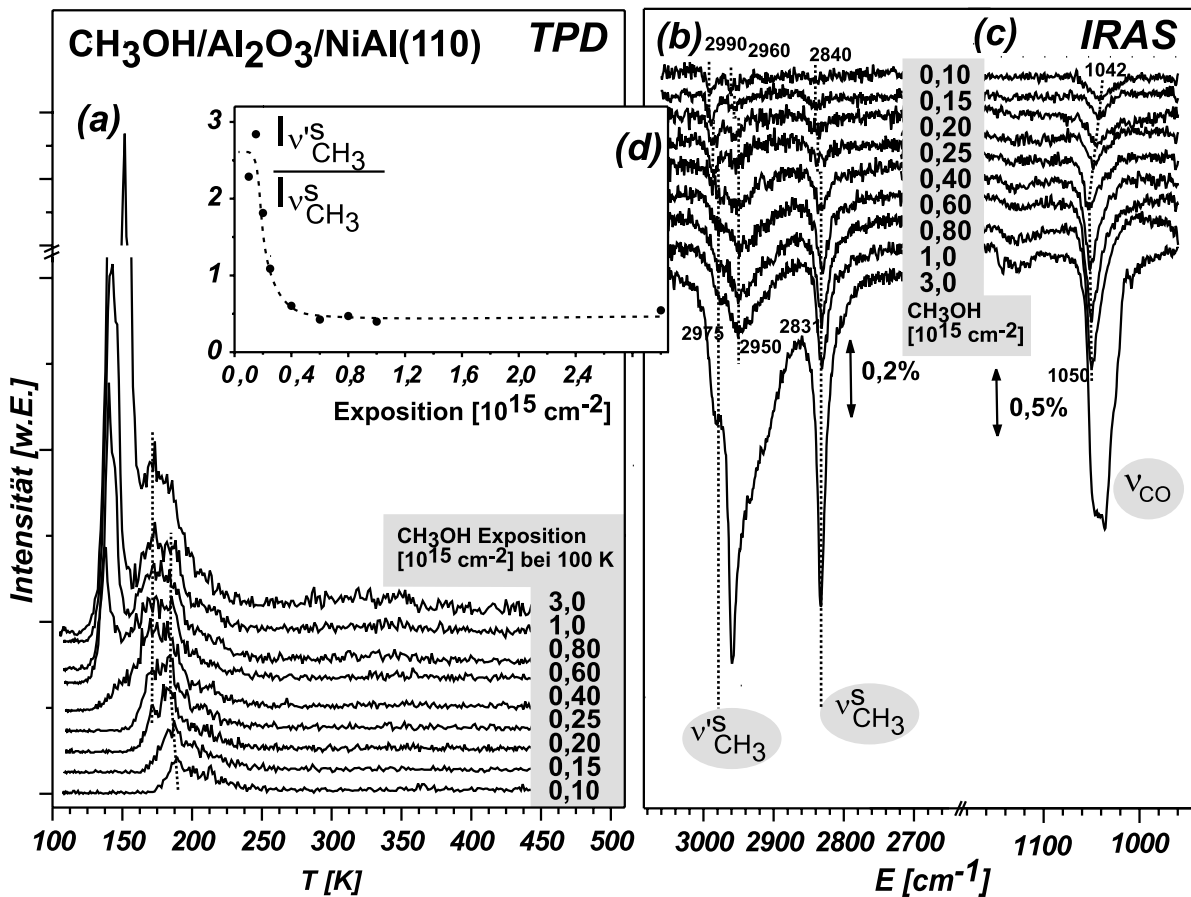 CH3OH/Al2O3/NiAl(110) TPD
(a)
3
2
1
0
Iν'SCH3
IνSCH3
(d)
0,0 0,4 0,8 1,2 1,6 2,0 2,4
Exposition [10^15 cm-2]
Intensität [w.E.]
CH3OH Exposition
[10^15 cm-2] bei 100 K
3,0
1,0
0,80
0,60
0,40
0,25
0,20
0,15
0,10
100 150 200 250 300 350 400 450 500
T [K]
(b) 2990 2960 2840
(c) IRAS
1042
0,10
0,15
0,20
0,25
0,40
0,60
0,80
1,0
3,0
CH3OH
[10^15 cm-2]
2975 2950 2831
0,2%
1050
0,5%
νCO
ν'SCH3
νSCH3
3000 2900 2800 2700 1100 1000
E [cm-1]